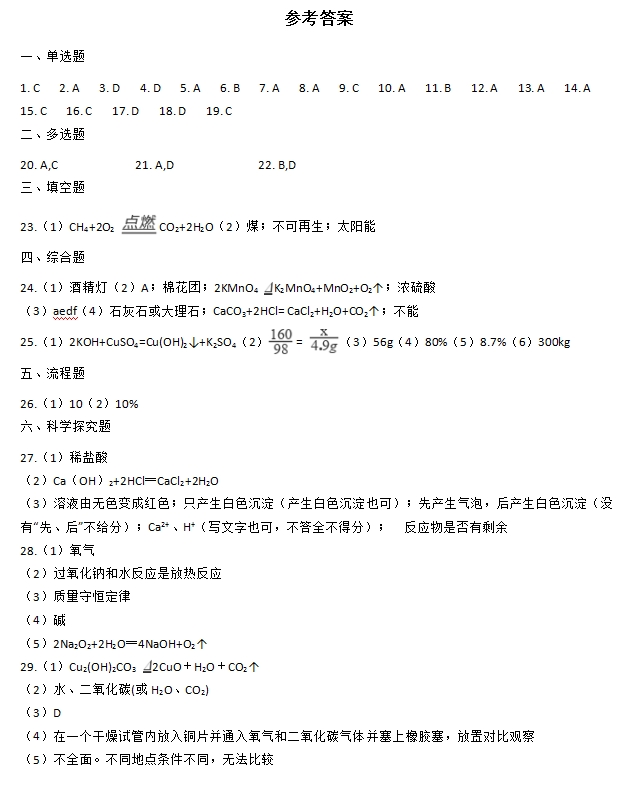 参考答案
一、单选题
1. C 2. A 3. D 4. D 5. A 6. B 7. A 8. A 9. C 10. A 11. B 12. A 13. A 14. A
15. C 16. C 17. D 18. D 19. C
二、多选题
20. A,C 21. A,D 22. B,D
三、填空题
23.（1）CH₄+2O₂ 点燃 CO₂+2H₂O（2）煤；不可再生；太阳能
四、综合题
24.（1）酒精灯（2）A；棉花团；2KMnO₄ ⊿K₂MnO₄+MnO₂+O₂↑；浓硫酸
（3）aedf（4）石灰石或大理石；CaCO₃+2HCl= CaCl₂+H₂O+CO₂↑；不能
25.（1）2KOH+CuSO₄=Cu(OH)₂↓+K₂SO₄（2）160/98 = x/4.9g（3）56g（4）80%（5）8.7%（6）300kg
五、流程题
26.（1）10（2）10%
六、科学探究题
27.（1）稀盐酸
（2）Ca（OH）₂+2HCl═CaCl₂+2H₂O
（3）溶液由无色变成红色；只产生白色沉淀（产生白色沉淀也可）；先产生气泡，后产生白色沉淀（没
有“先、后”不给分）；Ca²⁺、H⁺（写文字也可，不答全不得分）； 反应物是否有剩余
28.（1）氧气
（2）过氧化钠和水反应是放热反应
（3）质量守恒定律
（4）碱
（5）2Na₂O₂+2H₂O═4NaOH+O₂↑
29.（1）Cu₂(OH)₂CO₃ ⊿2CuO＋H₂O＋CO₂↑
（2）水、二氧化碳(或 H₂O、CO₂)
（3）D
（4）在一个干燥试管内放入铜片并通入氧气和二氧化碳气体并塞上橡胶塞，放置对比观察
（5）不全面。不同地点条件不同，无法比较